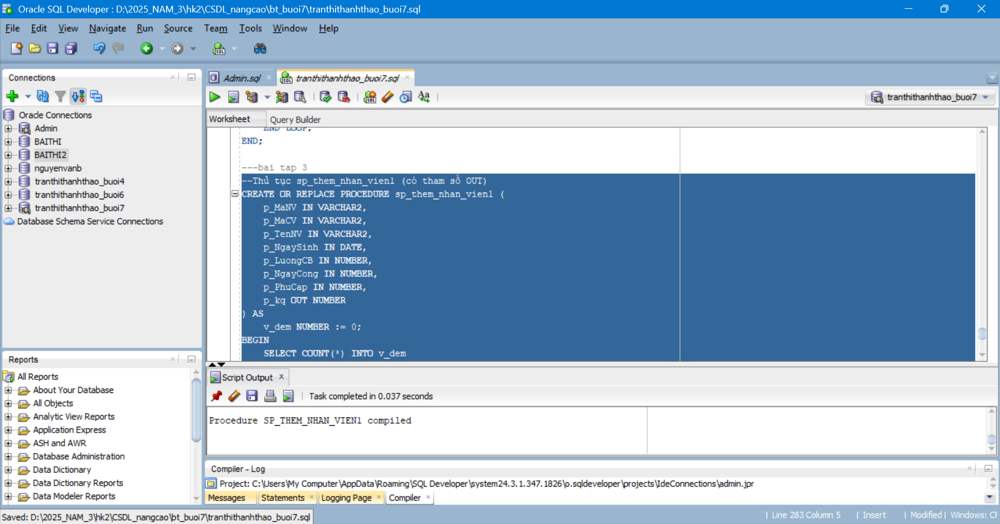 Oracle SQL Developer : D:\2025_NAM_3\hk2\CSDL_nangcao\bt_buoi7\tranthithanhthao_buoi7.sql
File Edit View Navigate Run Source Team Tools Window Help
Connections
Oracle Connections
Admin
BAITHI
BAITHI2
nguyenvanb
tranthithanhthao_buoi4
tranthithanhthao_buoi6
tranthithanhthao_buoi7
Database Schema Service Connections
Reports
All Reports
About Your Database
All Objects
Analytic View Reports
Application Express
ASH and AWR
Database Administration
Data Dictionary
Data Dictionary Reports
Data Modeler Reports
Admin.sql
tranthithanhthao_buoi7.sql
tranthithanhthao_buoi7
Worksheet Query Builder
END LOOP;
END;
---bai tap 3
--Thủ tục sp_them_nhan_vien1 (có tham số OUT)
CREATE OR REPLACE PROCEDURE sp_them_nhan_vien1 (
p_MaNV IN VARCHAR2,
p_MaCV IN VARCHAR2,
p_TenNV IN VARCHAR2,
p_NgaySinh IN DATE,
p_LuongCB IN NUMBER,
p_NgayCong IN NUMBER,
p_PhuCap IN NUMBER,
p_kq OUT NUMBER
) AS
v_dem NUMBER := 0;
BEGIN
SELECT COUNT(*) INTO v_dem
Script Output
Task completed in 0.037 seconds
Procedure SP_THEM_NHAN_VIEN1 compiled
Compiler - Log
Project: C:\Users\My Computer\AppData\Roaming\SQL Developer\system24.3.1.347.1826\o.sqldeveloper\projects\IdeConnections\admin.jpr
Messages Statements Logging Page Compiler
Saved: D:\2025_NAM_3\hk2\CSDL_nangcao\bt_buoi7\tranthithanhthao_buoi7.sql
Line 283 Column 5 | Insert | Modified | Windows: CF